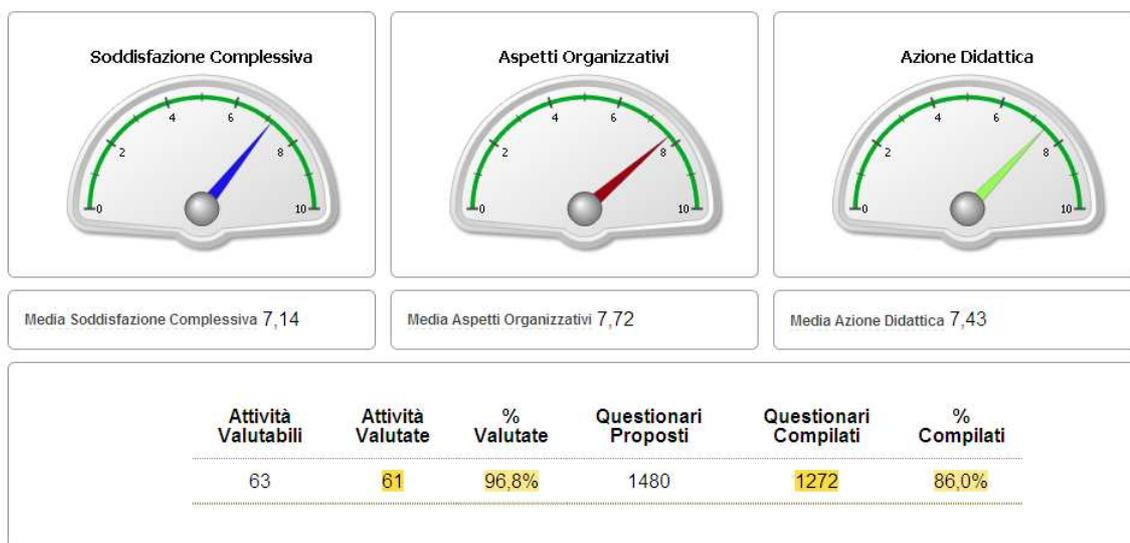 Soddisfazione Complessiva
0
2
4
6
8
10
Aspetti Organizzativi
0
2
4
6
8
10
Azione Didattica
0
2
4
6
8
10
Media Soddisfazione Complessiva 7,14
Media Aspetti Organizzativi 7,72
Media Azione Didattica 7,43
Attività Valutabili
Attività Valutate
% Valutate
Questionari Proposti
Questionari Compilati
% Compilati
63 61 96,8% 1480 1272 86,0%